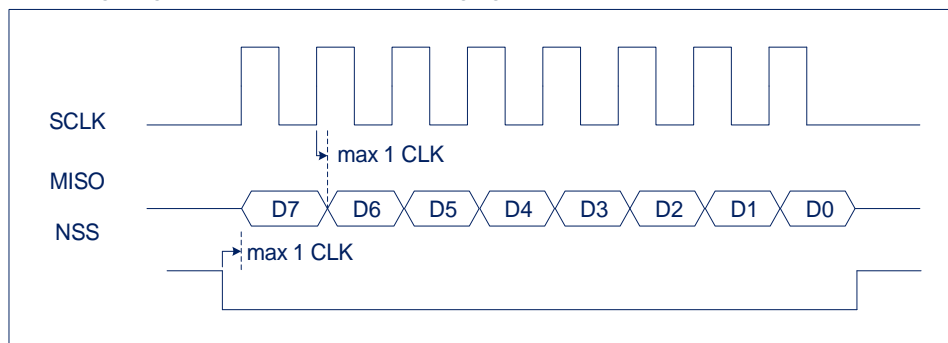 SCLK
max 1 CLK
MISO
D7 D6 D5 D4 D3 D2 D1 D0
NSS
max 1 CLK